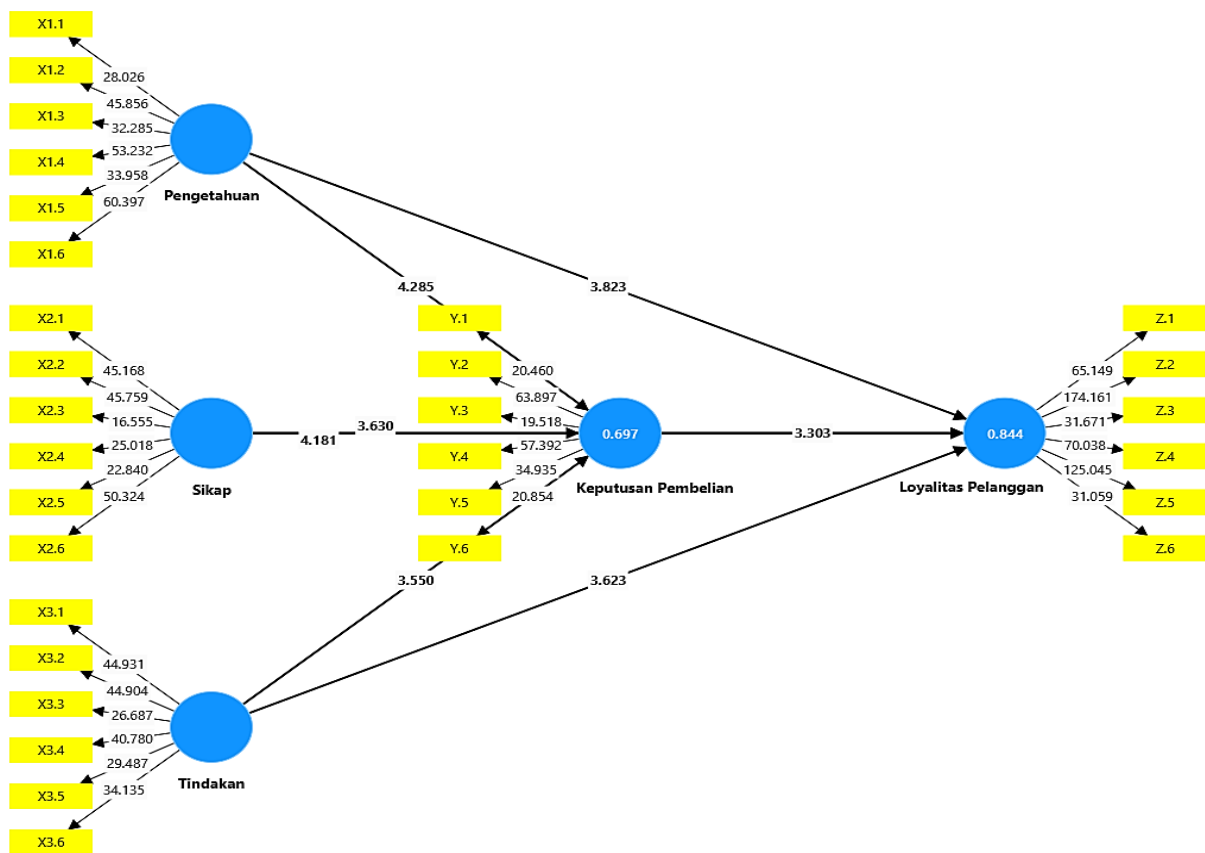 X1.1
X1.2
X1.3
X1.4
X1.5
X1.6
28.026
45.856
32.285
53.232
33.958
60.397
Pengetahuan
4.285
3.823
X2.1
X2.2
X2.3
X2.4
X2.5
X2.6
45.168
45.759
16.555
25.018
22.840
50.324
Sikap
4.181
3.630
Y.1
Y.2
Y.3
Y.4
Y.5
Y.6
20.460
63.897
19.518
57.392
34.935
20.854
0.697
Keputusan Pembelian
3.303
0.844
Loyalitas Pelanggan
65.149
174.161
31.671
70.038
125.045
31.059
Z.1
Z.2
Z.3
Z.4
Z.5
Z.6
3.550
3.623
X3.1
X3.2
X3.3
X3.4
X3.5
X3.6
44.931
44.904
26.687
40.780
29.487
34.135
Tindakan